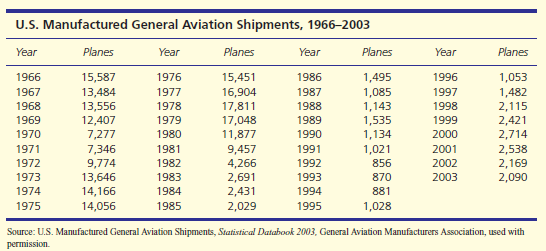 U.S. Manufactured General Aviation Shipments, 1966–2003
Year Planes Year Planes Year Planes Year Planes
1966 15,587 1976 15,451 1986 1,495 1996 1,053
1967 13,484 1977 16,904 1987 1,085 1997 1,482
1968 13,556 1978 17,811 1988 1,143 1998 2,115
1969 12,407 1979 17,048 1989 1,535 1999 2,421
1970 7,277 1980 11,877 1990 1,134 2000 2,714
1971 7,346 1981 9,457 1991 1,021 2001 2,538
1972 9,774 1982 4,266 1992 856 2002 2,169
1973 13,646 1983 2,691 1993 870 2003 2,090
1974 14,166 1984 2,431 1994 881
1975 14,056 1985 2,029 1995 1,028
Source: U.S. Manufactured General Aviation Shipments, Statistical Databook 2003, General Aviation Manufacturers Association, used with
permission.